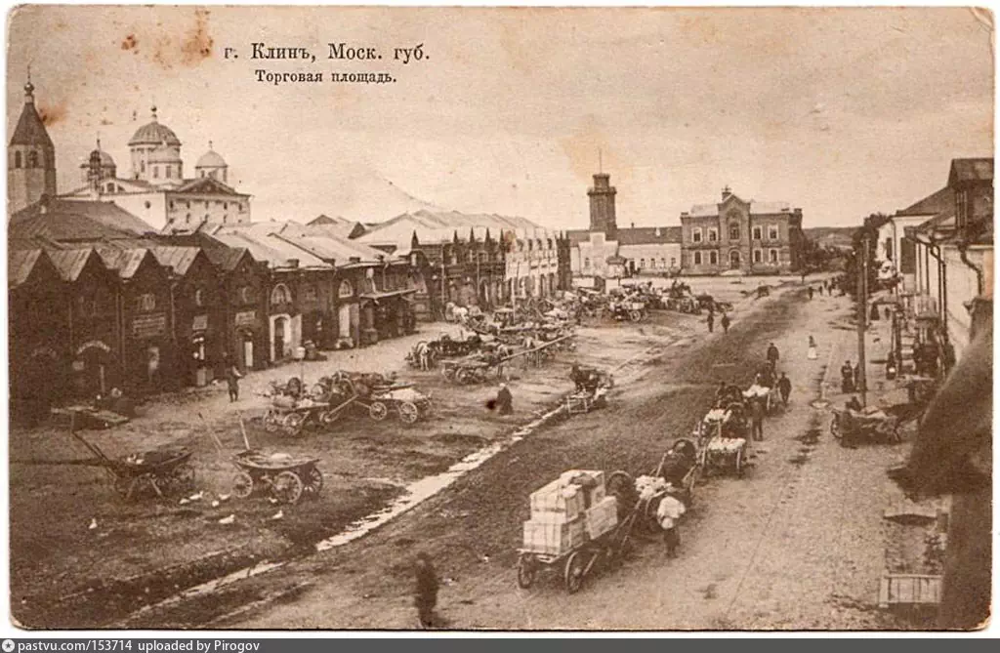 г. Клинъ, Моск. губ.
Торговая площадь.
pastvu.com/153714 uploaded by Pirogov